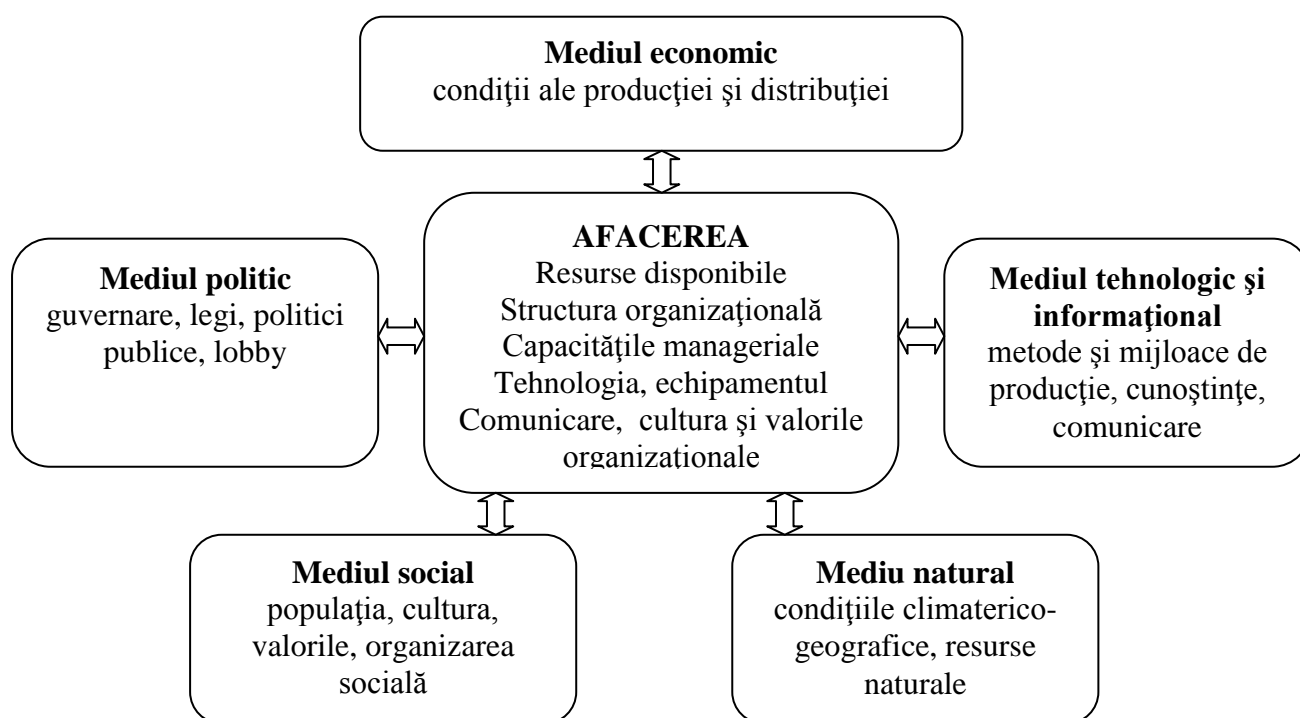 Mediul economic
condiţii ale producţiei şi distribuţiei
AFACEREA
Resurse disponibile
Structura organizaţională
Capacităţile manageriale
Tehnologia, echipamentul
Comunicare,  cultura şi valorile
organizaţionale
Mediul politic
guvernare, legi, politici
publice, lobby
Mediul tehnologic şi
informaţional
metode şi mijloace de
producţie, cunoştinţe,
comunicare
Mediul social
populaţia, cultura,
valorile, organizarea
socială
Mediu natural
condiţiile climaterico-
geografice, resurse
naturale